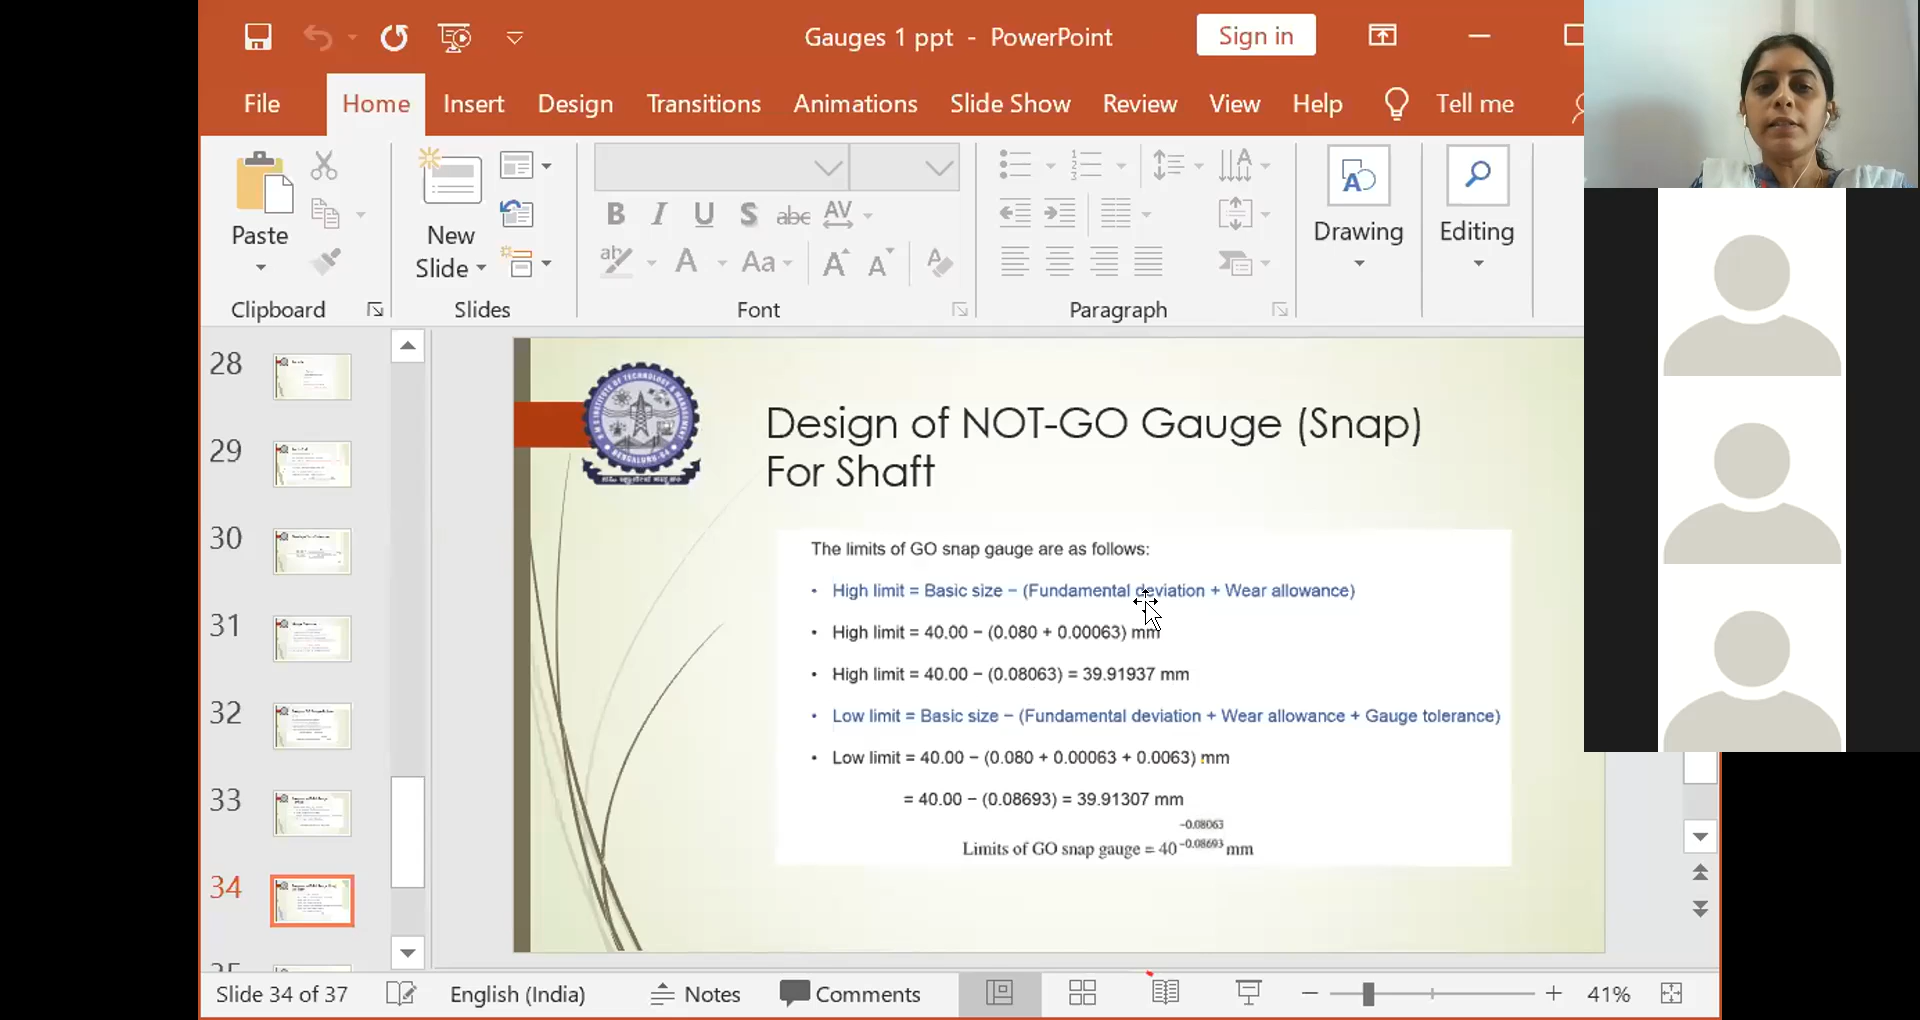 Gauges 1 ppt - PowerPoint
Sign in
File Home Insert Design Transitions Animations Slide Show Review View Help Tell me
Paste
New
Slide
B I U S abc AV
aby A Aa A A
Drawing
Editing
Clipboard
Slides
Font
Paragraph
28
29
30
31
32
33
34
Design of NOT-GO Gauge (Snap)
For Shaft
The limits of GO snap gauge are as follows:
• High limit = Basic size − (Fundamental deviation + Wear allowance)
• High limit = 40.00 − (0.080 + 0.00063) mm
• High limit = 40.00 − (0.08063) = 39.91937 mm
• Low limit = Basic size − (Fundamental deviation + Wear allowance + Gauge tolerance)
• Low limit = 40.00 − (0.080 + 0.00063 + 0.0063) mm
= 40.00 − (0.08693) = 39.91307 mm
−0.08063
Limits of GO snap gauge = 40 −0.08693 mm
Slide 34 of 37
English (India)
Notes
Comments
41%